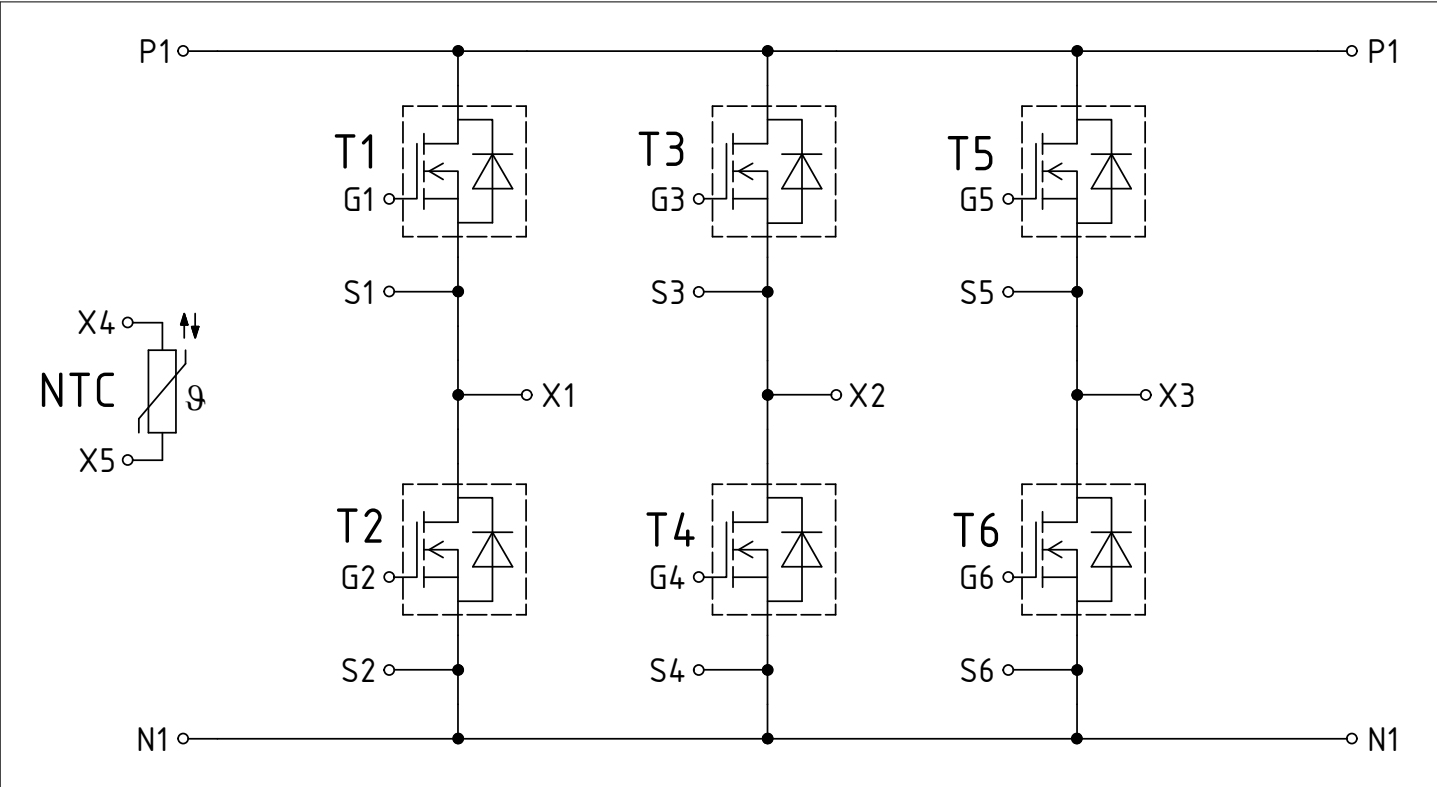 P1 P1
T1 T3 T5
G1 G3 G5
S1 S3 S5
X4
NTC ϑ X1 X2 X3
X5
T2 T4 T6
G2 G4 G6
S2 S4 S6
N1 N1